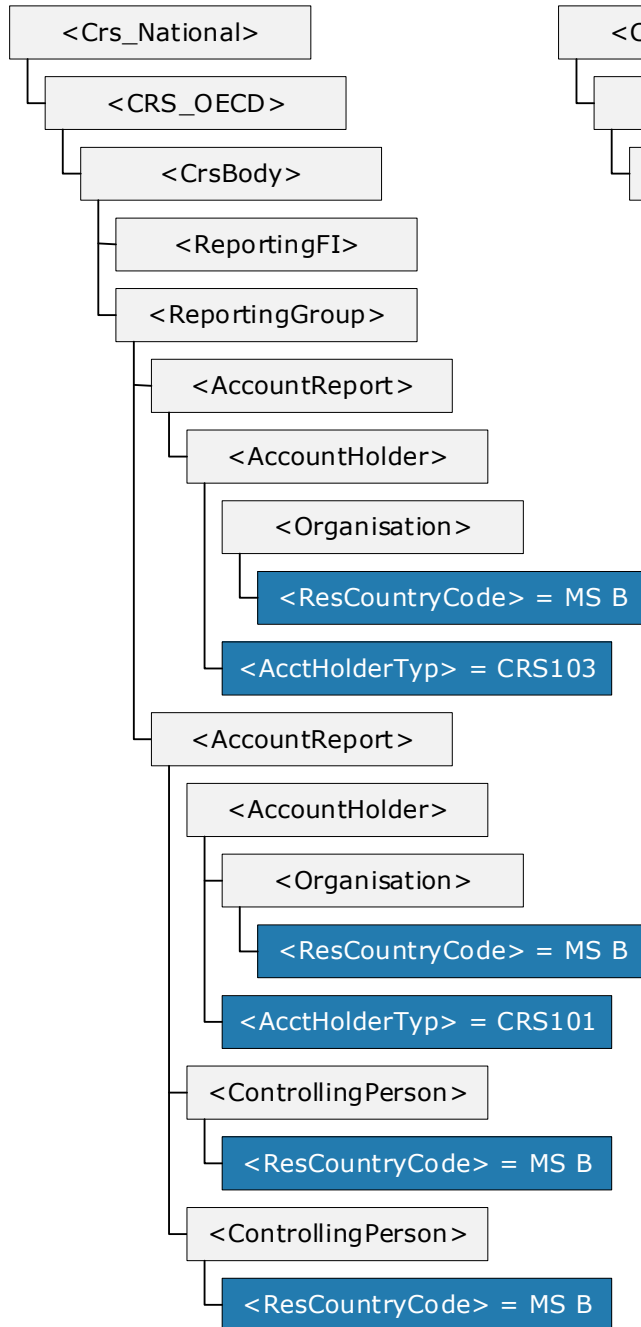 <Crs_National>
<C
<CRS_OECD>
<CrsBody>
<ReportingFI>
<ReportingGroup>
<AccountReport>
<AccountHolder>
<Organisation>
<ResCountryCode> = MS B
<AcctHolderTyp> = CRS103
<AccountReport>
<AccountHolder>
<Organisation>
<ResCountryCode> = MS B
<AcctHolderTyp> = CRS101
<ControllingPerson>
<ResCountryCode> = MS B
<ControllingPerson>
<ResCountryCode> = MS B